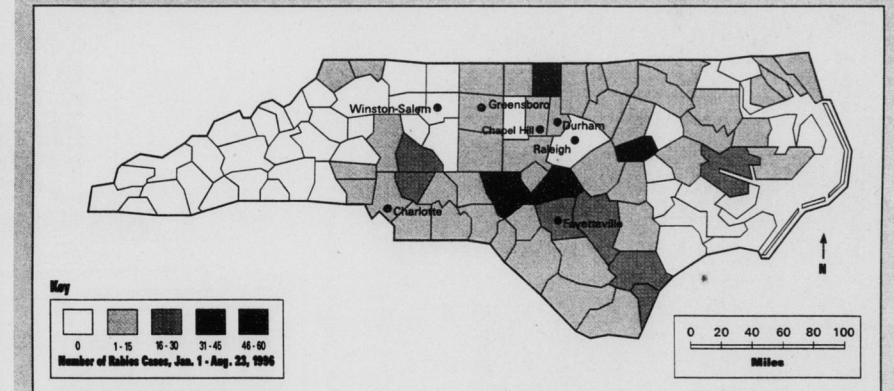 Winston-Salem
Greensboro
Chapel Hill
Durham
Raleigh
Charlotte
Fayetteville
N
Key
0 1-15 16-30 31-45 46-60
Number of Rabies Cases, Jan. 1 - Aug. 23, 1996
0 20 40 60 80 100
Miles